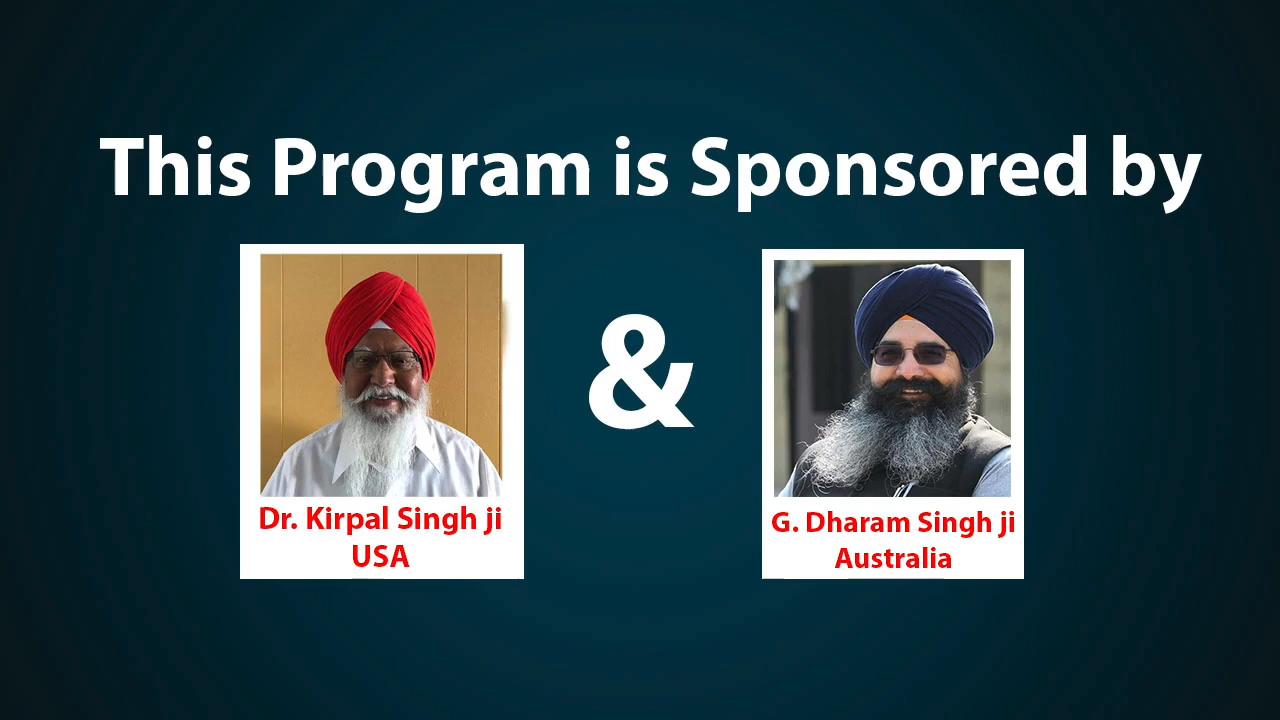 This Program is Sponsored by
&
Dr. Kirpal Singh ji
USA
G. Dharam Singh ji
Australia